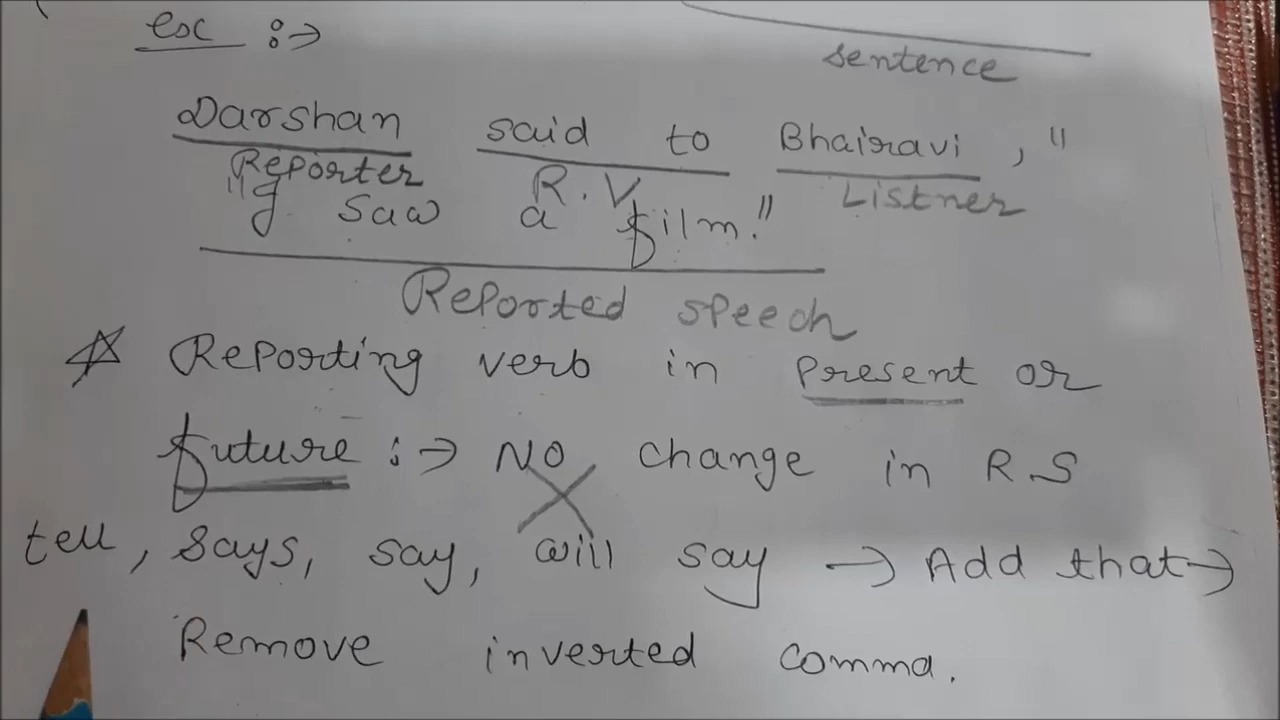 esc :→
sentence
Darshan said to Bhairavi, "
Reporter R.V Listner
"I saw a film."
Reported speech
☆ Reporting verb in present or
future :→ NO change in R S
tell, says, say, will say → Add that →
Remove inverted comma.